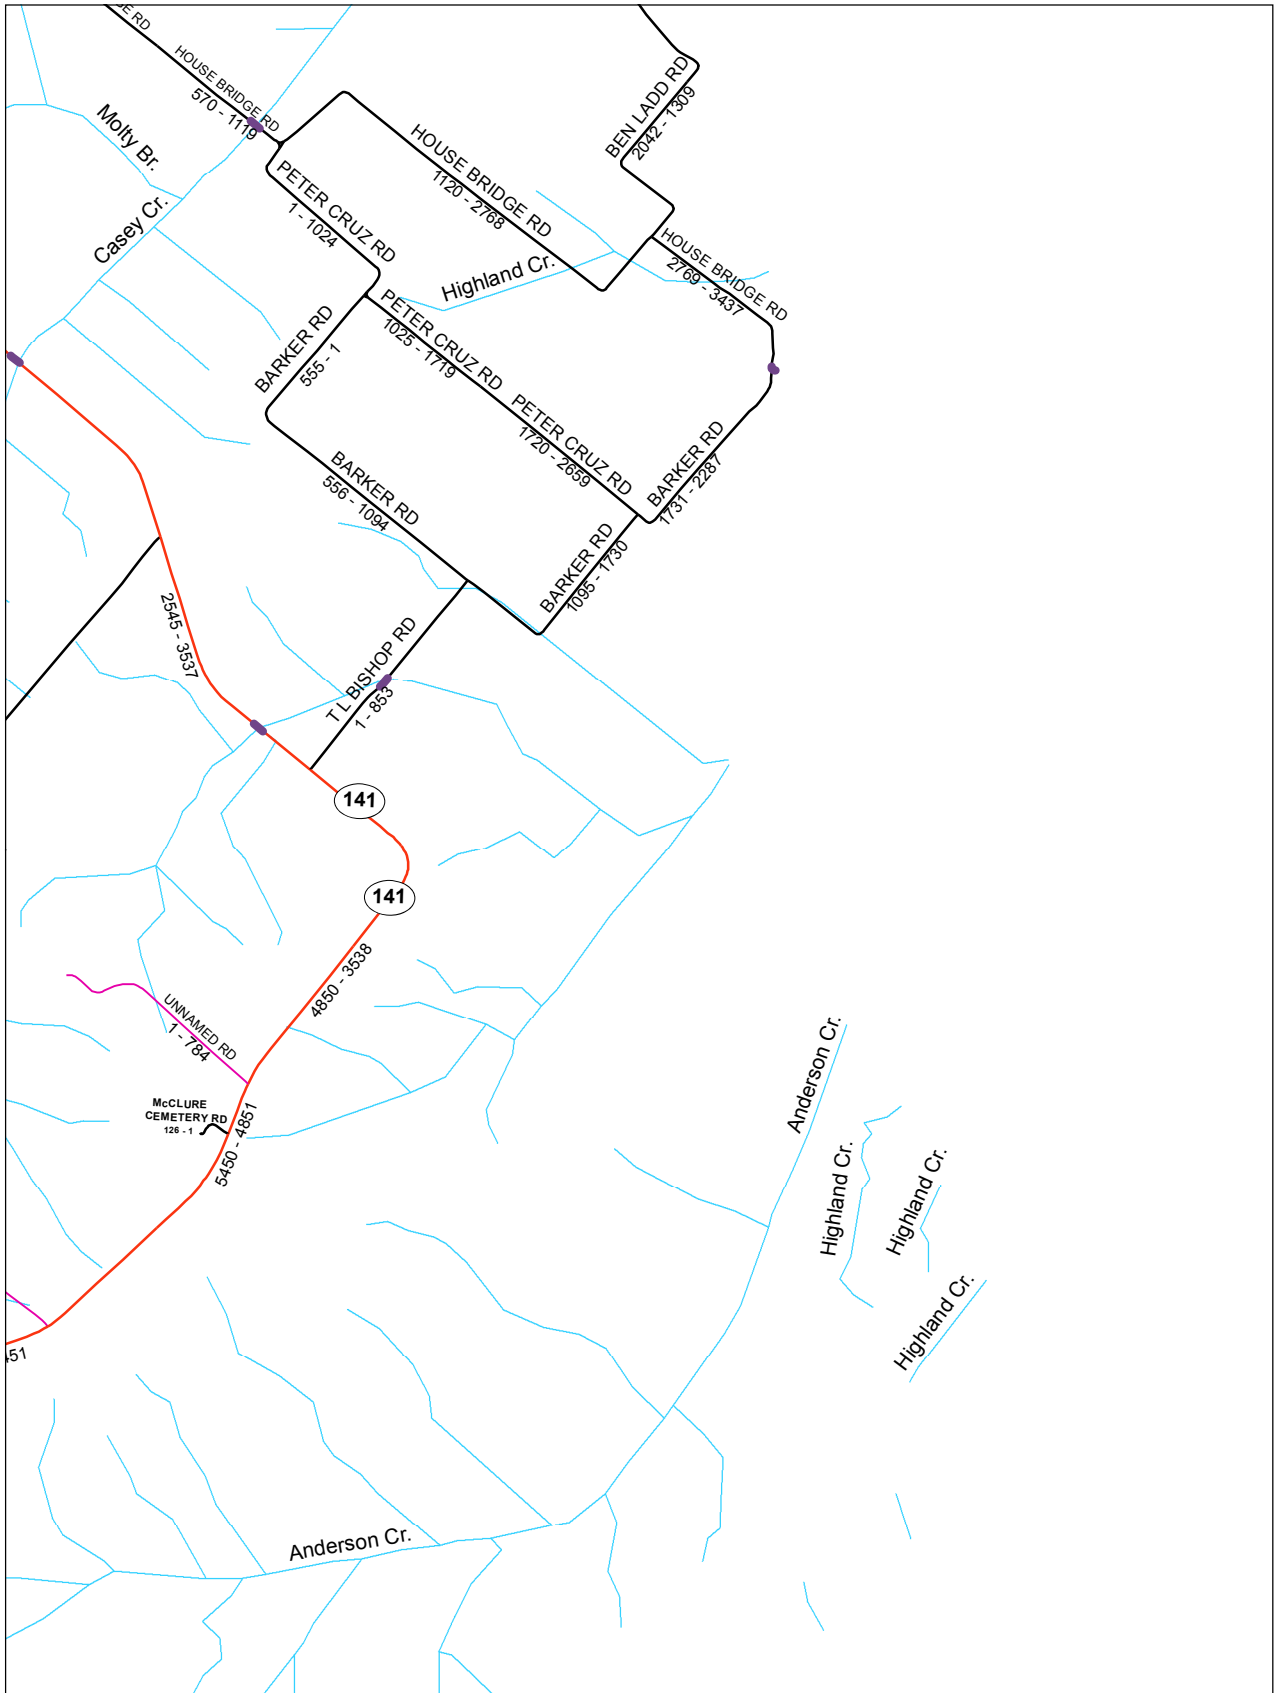 GE RD
HOUSE BRIDGE RD
570 - 1119
Molty Br.
Casey Cr.
BEN LADD RD
2042 - 1309
HOUSE BRIDGE RD
1120 - 2768
PETER CRUZ RD
1 - 1024
Highland Cr.
HOUSE BRIDGE RD
2769 - 3437
BARKER RD
555 - 1
PETER CRUZ RD
1025 - 1719
PETER CRUZ RD
1720 - 2659
BARKER RD
1731 - 2287
BARKER RD
556 - 1094
BARKER RD
1095 - 1730
2545 - 3537
T L BISHOP RD
1 - 853
141
141
4850 - 3538
UNNAMED RD
1 - 784
McCLURE
CEMETERY RD
126 - 1
5450 - 4851
Anderson Cr.
Highland Cr.
Highland Cr.
Highland Cr.
451
Anderson Cr.